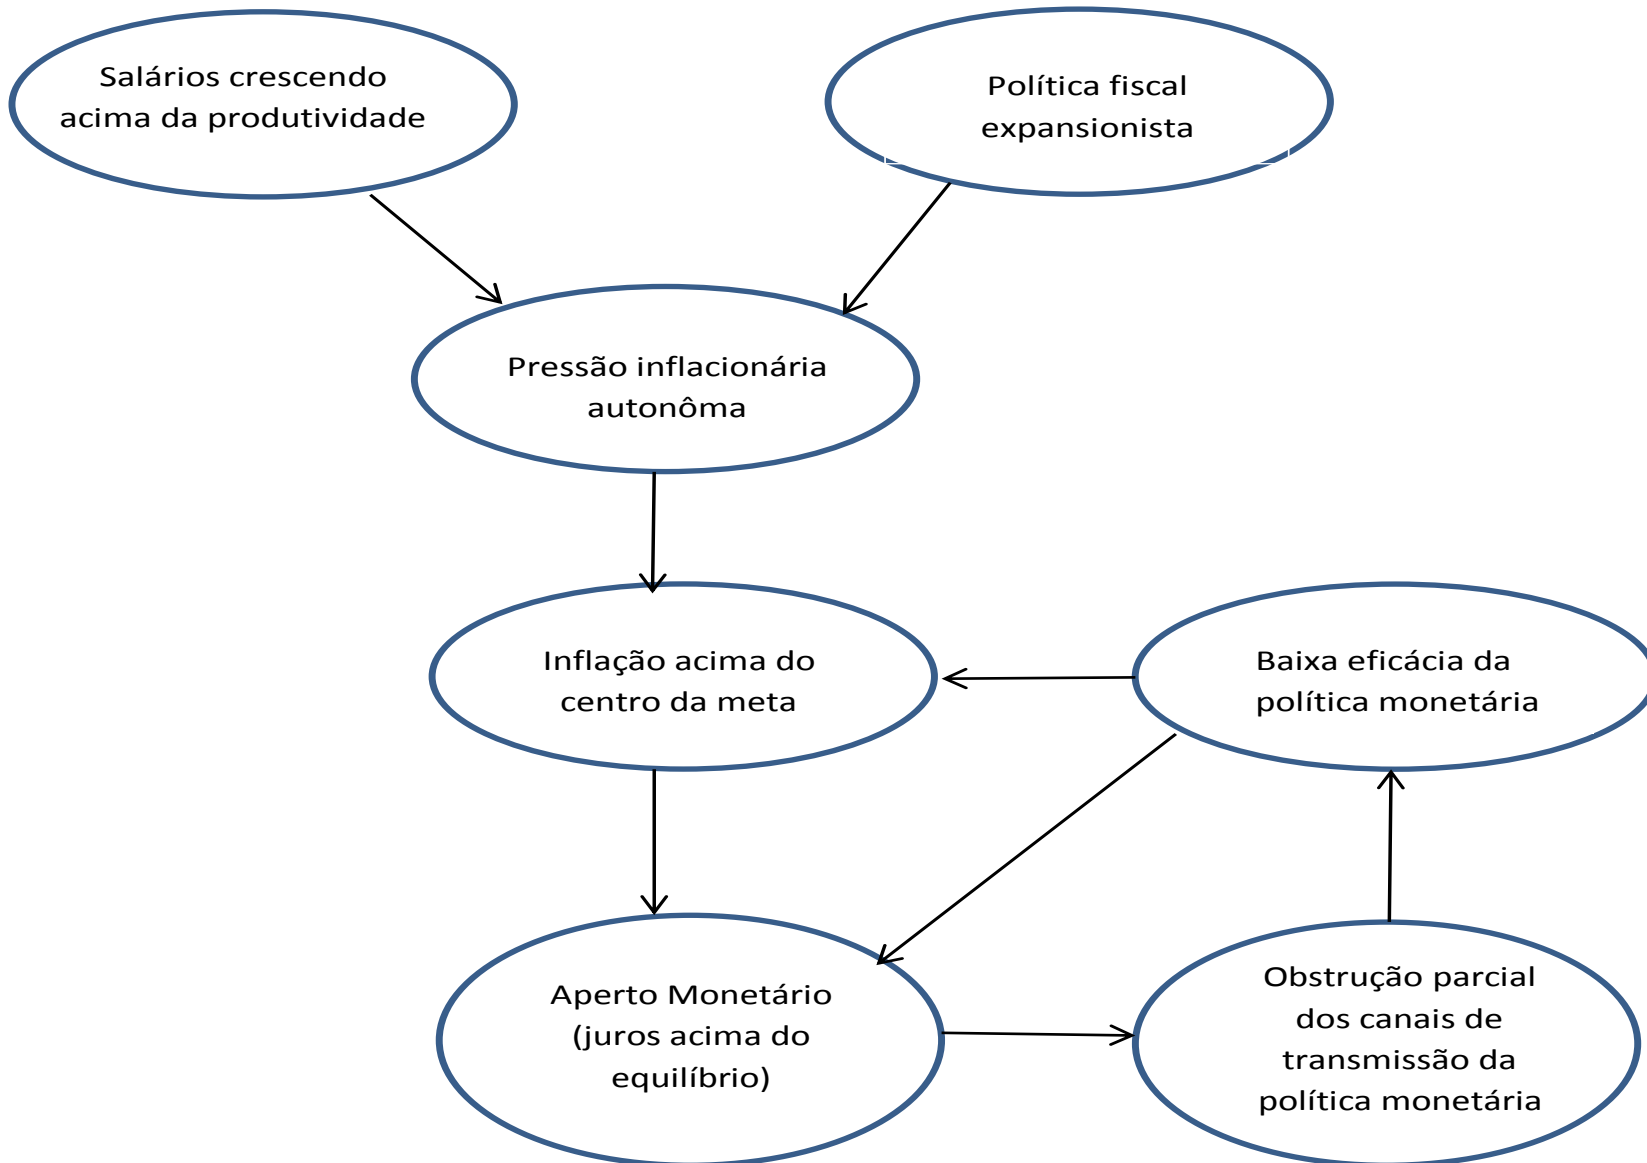 Salários crescendo
acima da produtividade
Política fiscal
expansionista
Pressão inflacionária
autonôma
Inflação acima do
centro da meta
Baixa eficácia da
política monetária
Aperto Monetário
(juros acima do
equilíbrio)
Obstrução parcial
dos canais de
transmissão da
política monetária